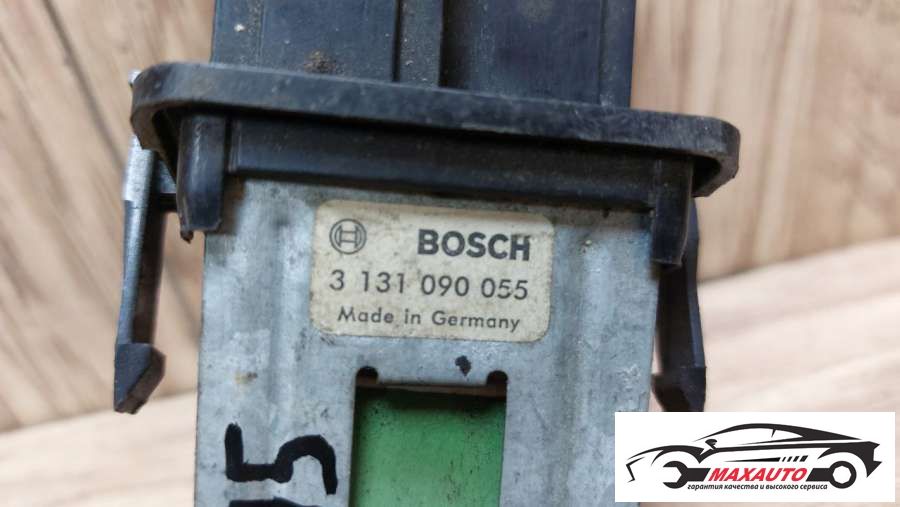 BOSCH
3 131 090 055
Made in Germany
MAXAUTO
гарантия качества и высокого сервиса